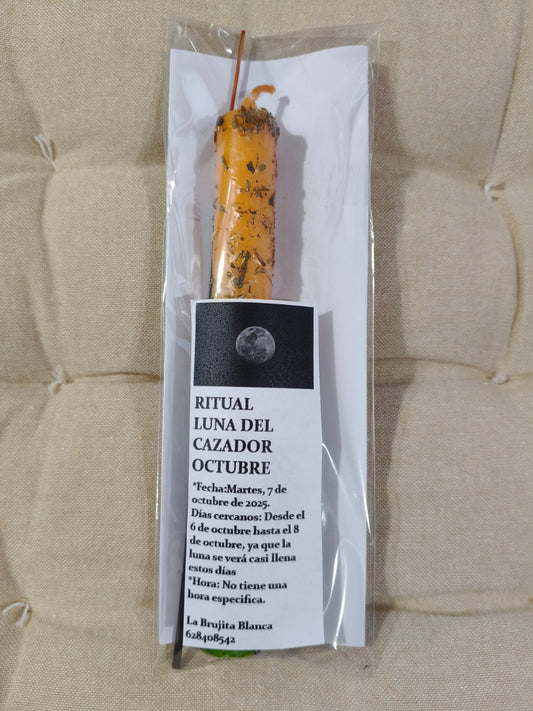 RITUAL
LUNA DEL
CAZADOR
OCTUBRE
*Fecha:Martes, 7 de
octubre de 2025.
Días cercanos: Desde el
6 de octubre hasta el 8
de octubre, ya que la
luna se verá casi llena
estos días
*Hora: No tiene una
hora especifica.
La Brujita Blanca
628408542